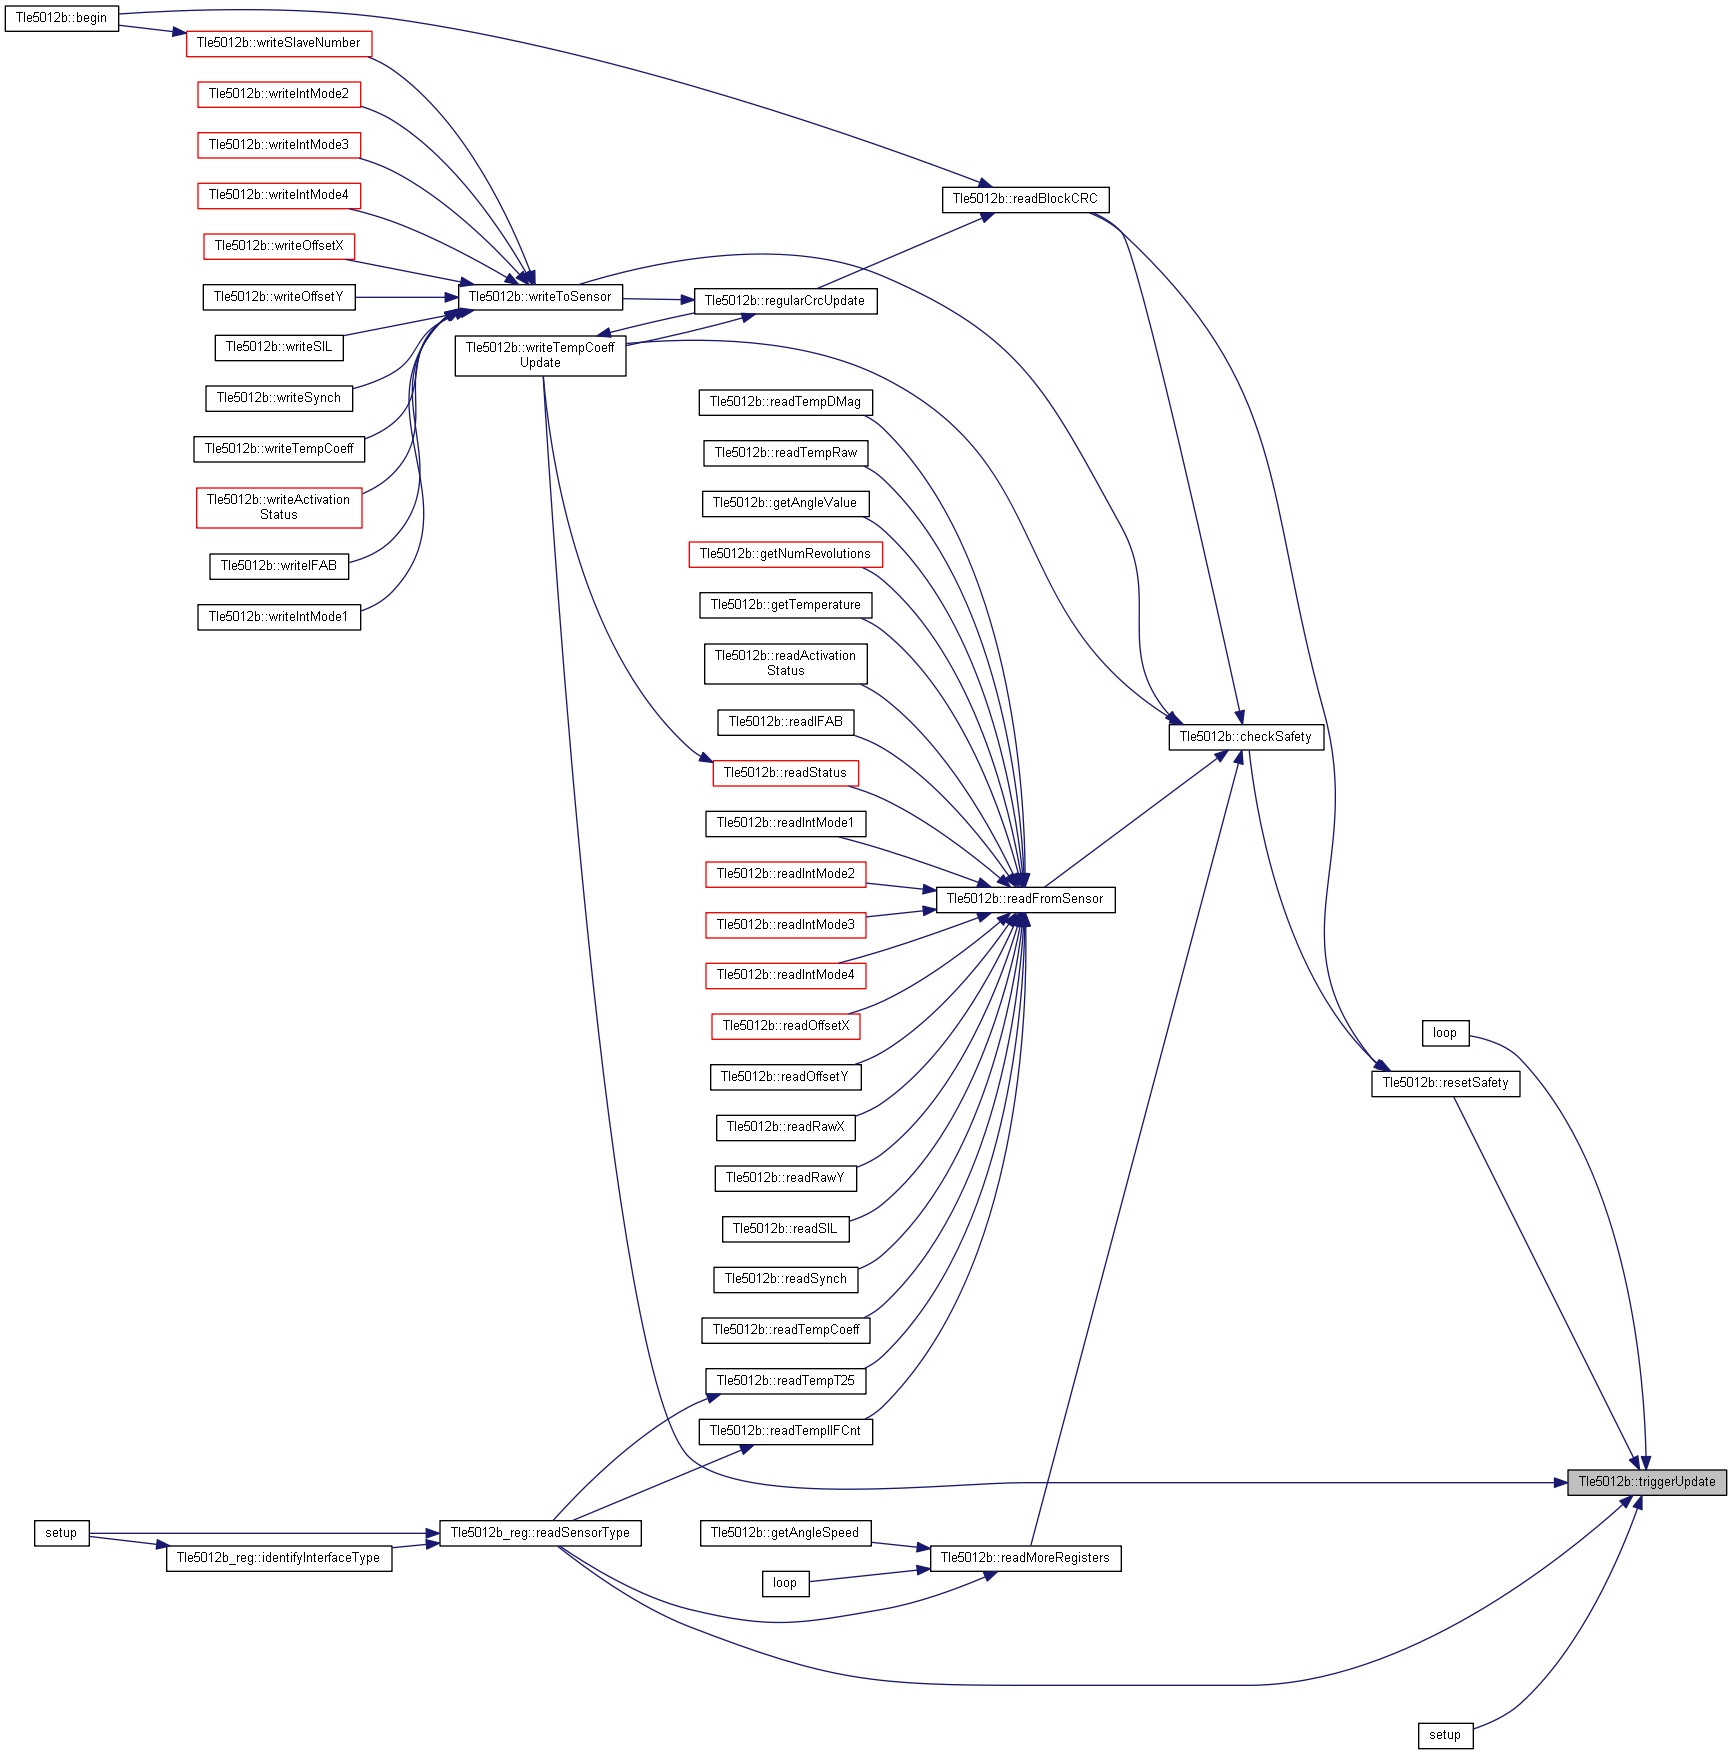 Tle5012b::begin
Tle5012b::writeSlaveNumber
Tle5012b::writeIntMode2
Tle5012b::writeIntMode3
Tle5012b::writeIntMode4
Tle5012b::writeOffsetX
Tle5012b::writeOffsetY
Tle5012b::writeSIL
Tle5012b::writeSynch
Tle5012b::writeTempCoeff
Tle5012b::writeActivation
Status
Tle5012b::writeIFAB
Tle5012b::writeIntMode1
setup
Tle5012b_reg::identifyInterfaceType
Tle5012b::writeToSensor
Tle5012b::writeTempCoeff
Update
Tle5012b_reg::readSensorType
Tle5012b::regularCrcUpdate
Tle5012b::readTempDMag
Tle5012b::readTempRaw
Tle5012b::getAngleValue
Tle5012b::getNumRevolutions
Tle5012b::getTemperature
Tle5012b::readActivation
Status
Tle5012b::readIFAB
Tle5012b::readStatus
Tle5012b::readIntMode1
Tle5012b::readIntMode2
Tle5012b::readIntMode3
Tle5012b::readIntMode4
Tle5012b::readOffsetX
Tle5012b::readOffsetY
Tle5012b::readRawX
Tle5012b::readRawY
Tle5012b::readSIL
Tle5012b::readSynch
Tle5012b::readTempCoeff
Tle5012b::readTempT25
Tle5012b::readTempIIFCnt
Tle5012b::getAngleSpeed
loop
Tle5012b::readBlockCRC
Tle5012b::readFromSensor
Tle5012b::readMoreRegisters
Tle5012b::checkSafety
loop
Tle5012b::resetSafety
setup
Tle5012b::triggerUpdate